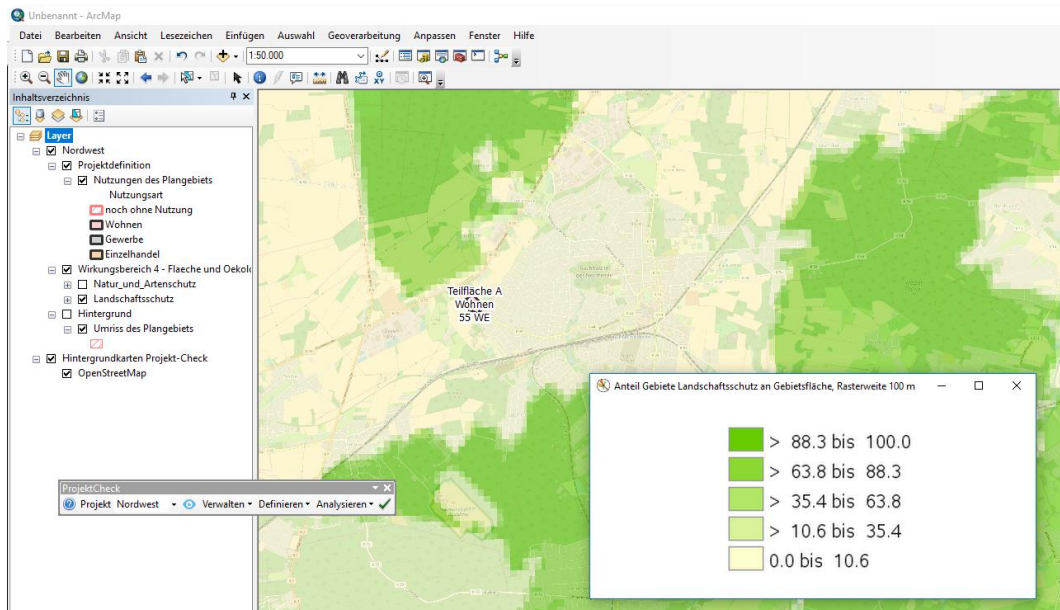 Unbenannt - ArcMap
Datei Bearbeiten Ansicht Lesezeichen Einfügen Auswahl Geoverarbeitung Anpassen Fenster Hilfe
1:50.000
Inhaltsverzeichnis
Layer
Nordwest
Projektdefinition
Nutzungen des Plangebiets
Nutzungsart
noch ohne Nutzung
Wohnen
Gewerbe
Einzelhandel
Wirkungsbereich 4 - Flaeche und Oekolo
Natur_und_Artenschutz
Landschaftsschutz
Hintergrund
Umriss des Plangebiets
Hintergrundkarten Projekt-Check
OpenStreetMap
Teilfläche A
Wohnen
55 WE
ProjektCheck
Projekt Nordwest Verwalten Definieren Analysieren
Anteil Gebiete Landschaftsschutz an Gebietsfläche, Rasterweite 100 m
> 88.3 bis 100.0
> 63.8 bis 88.3
> 35.4 bis 63.8
> 10.6 bis 35.4
0.0 bis 10.6